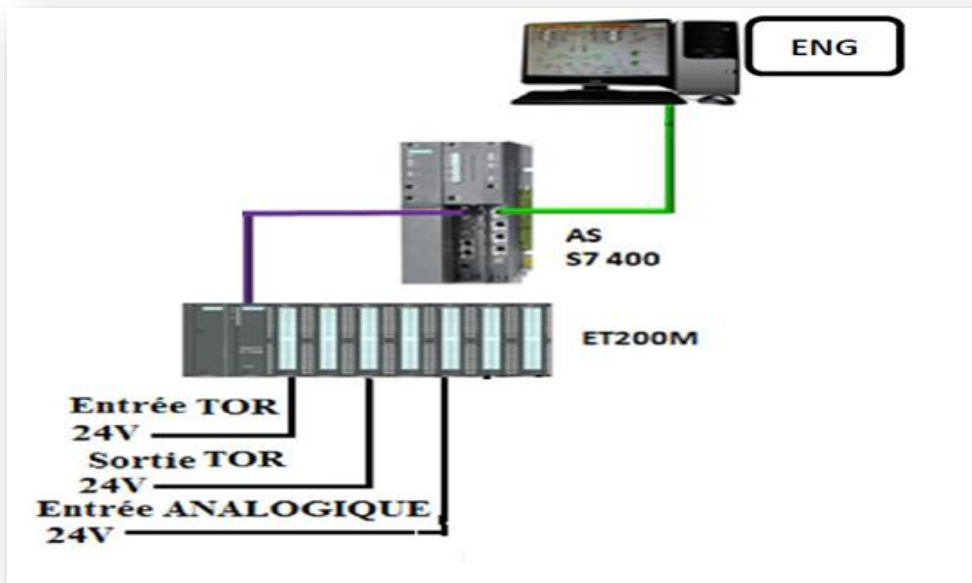 ENG
AS
S7 400
ET200M
Entrée TOR
24V
Sortie TOR
24V
Entrée ANALOGIQUE
24V